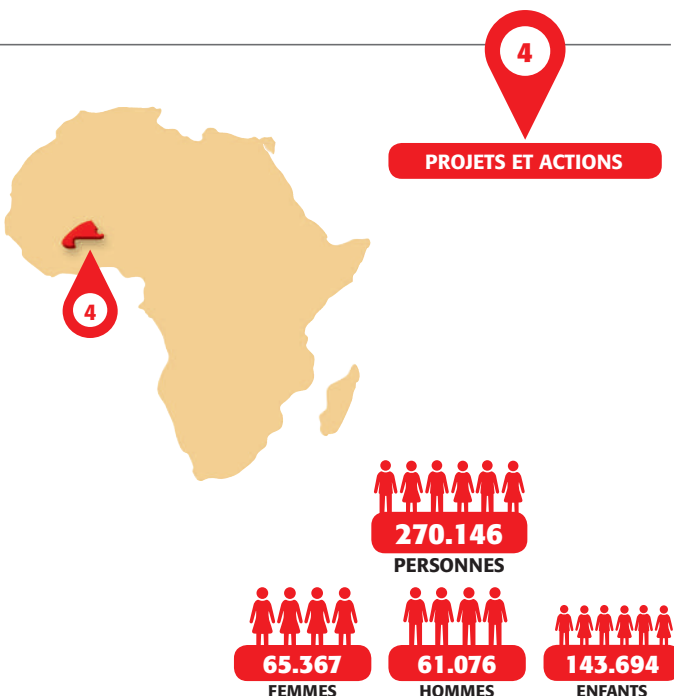 4
PROJETS ET ACTIONS
4
270.146
PERSONNES
65.367
FEMMES
61.076
HOMMES
143.694
ENFANTS